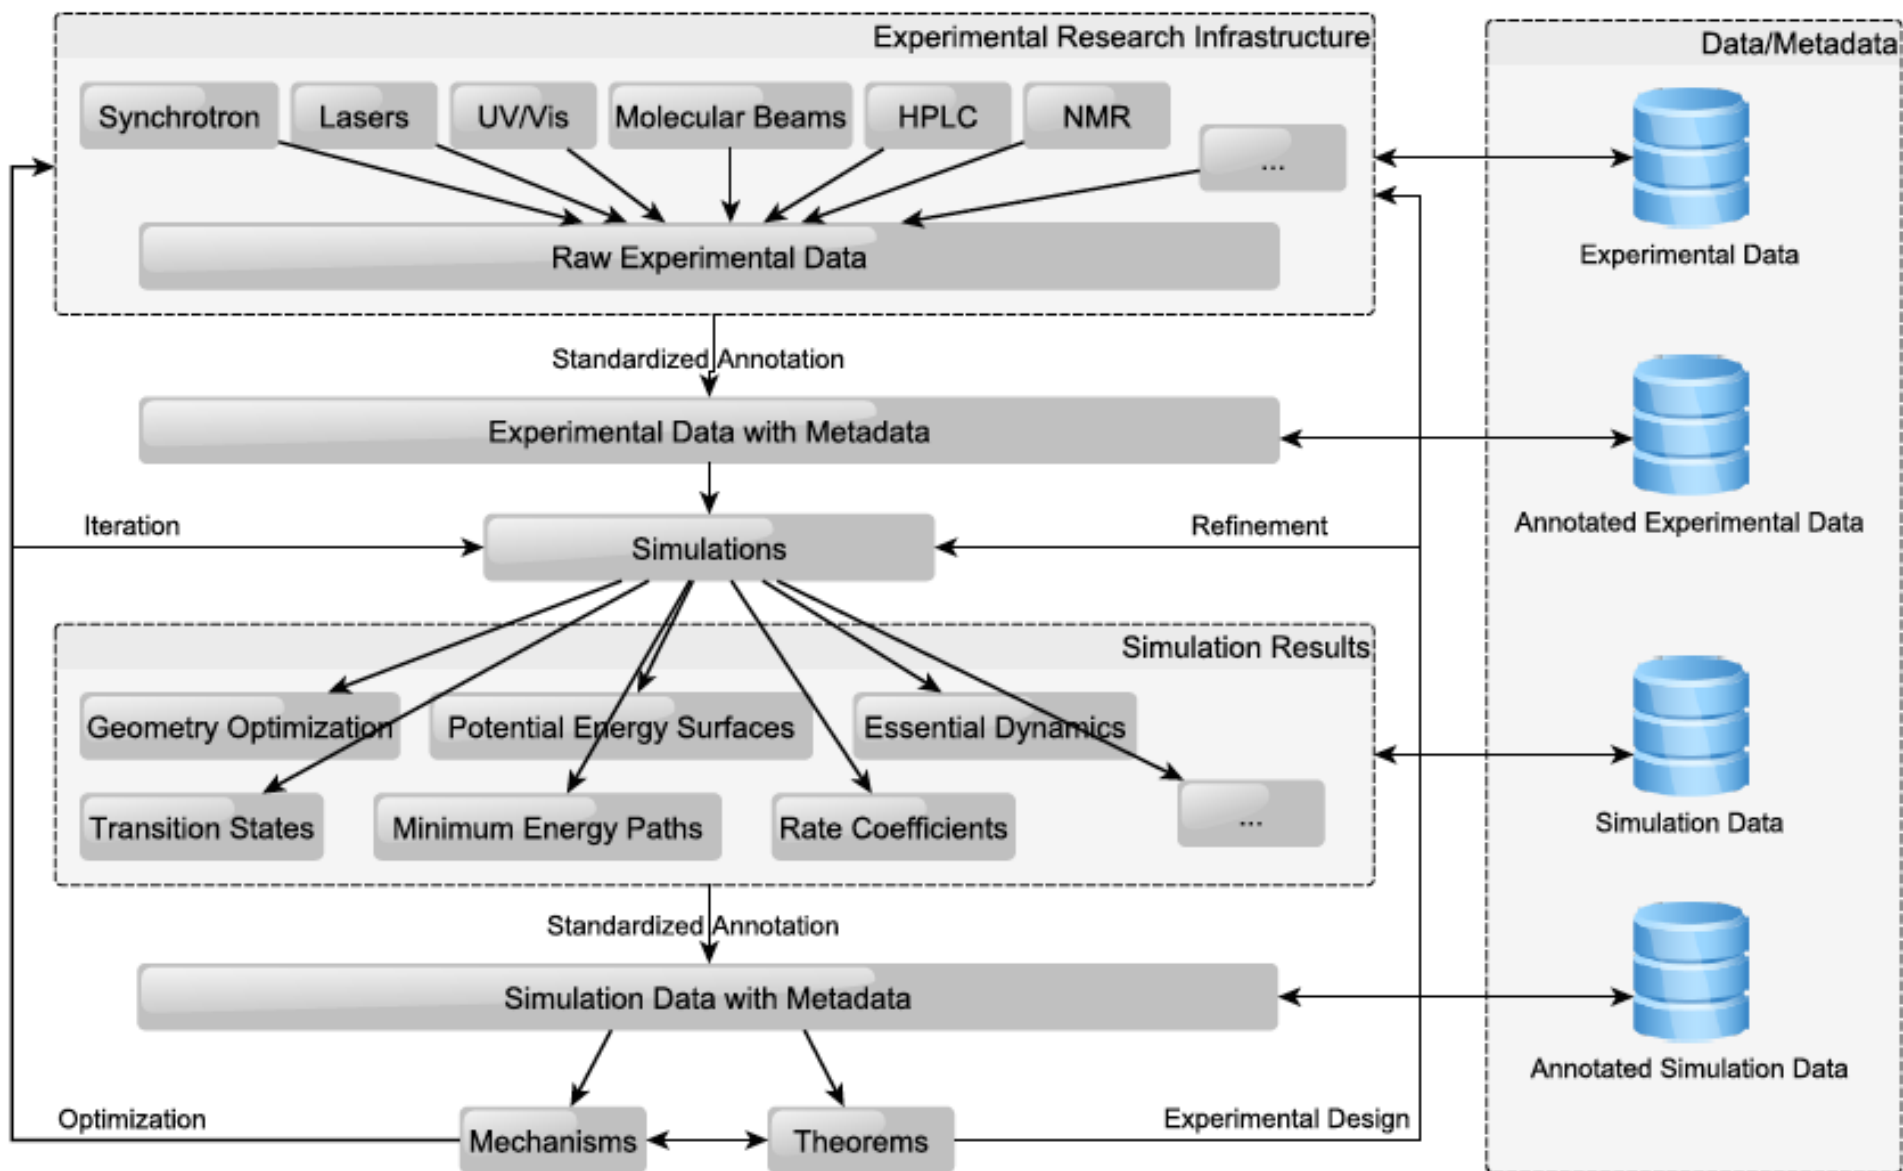 Experimental Research Infrastructure
Data/Metadata
Synchrotron
Lasers
UV/Vis
Molecular Beams
HPLC
NMR
...
Raw Experimental Data
Experimental Data
Standardized Annotation
Experimental Data with Metadata
Annotated Experimental Data
Iteration
Simulations
Refinement
Simulation Results
Geometry Optimization
Potential Energy Surfaces
Essential Dynamics
Transition States
Minimum Energy Paths
Rate Coefficients
...
Simulation Data
Standardized Annotation
Simulation Data with Metadata
Annotated Simulation Data
Optimization
Mechanisms
Theorems
Experimental Design